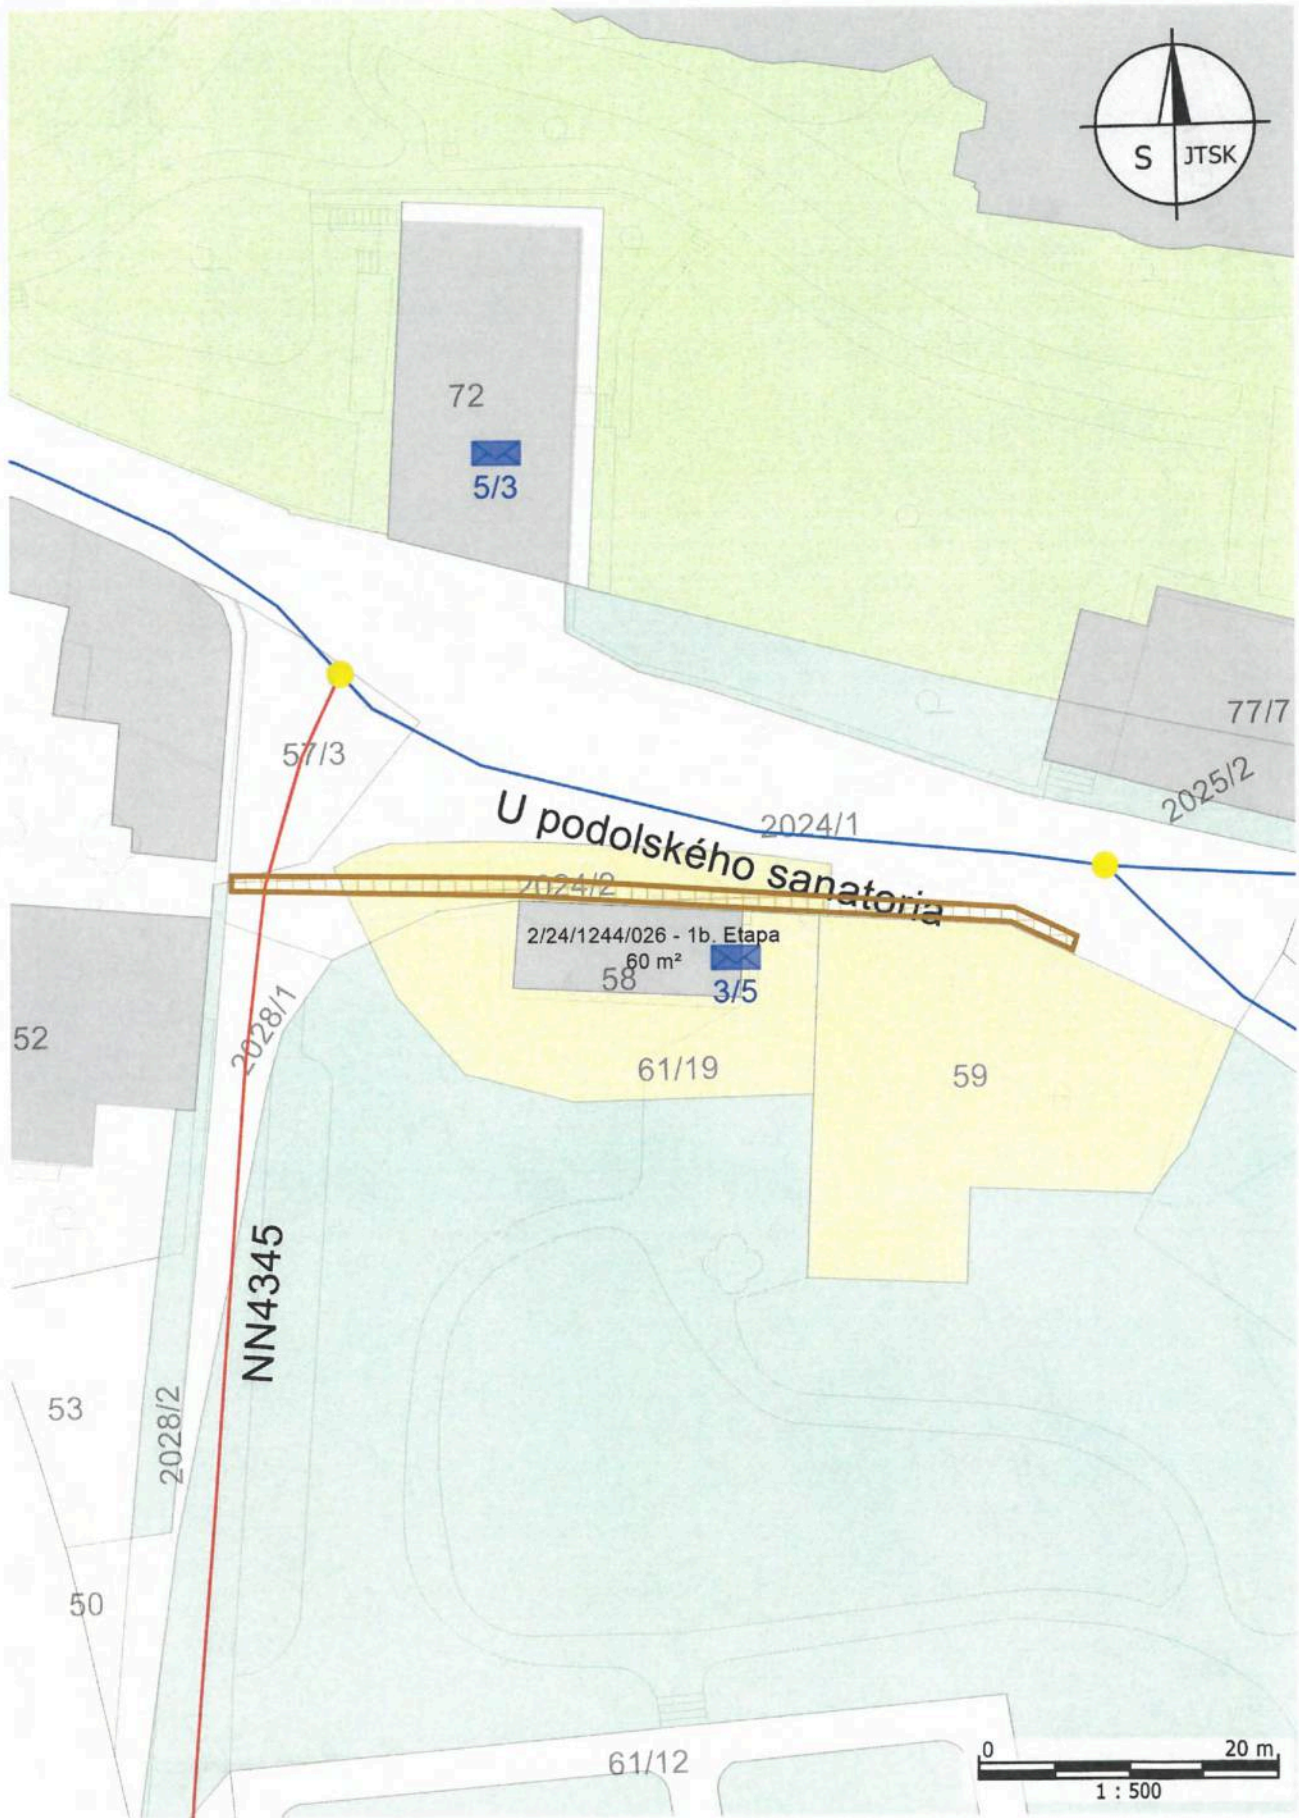 S JTSK
72
5/3
57/3
77/7
2025/2
2024/1
U podolského sanatoria
2024/2
2/24/1244/026 - 1b. Etapa
60 m²
58
3/5
2028/1
52
61/19
59
NN4345
53
2028/2
50
61/12
0 20 m
1 : 500